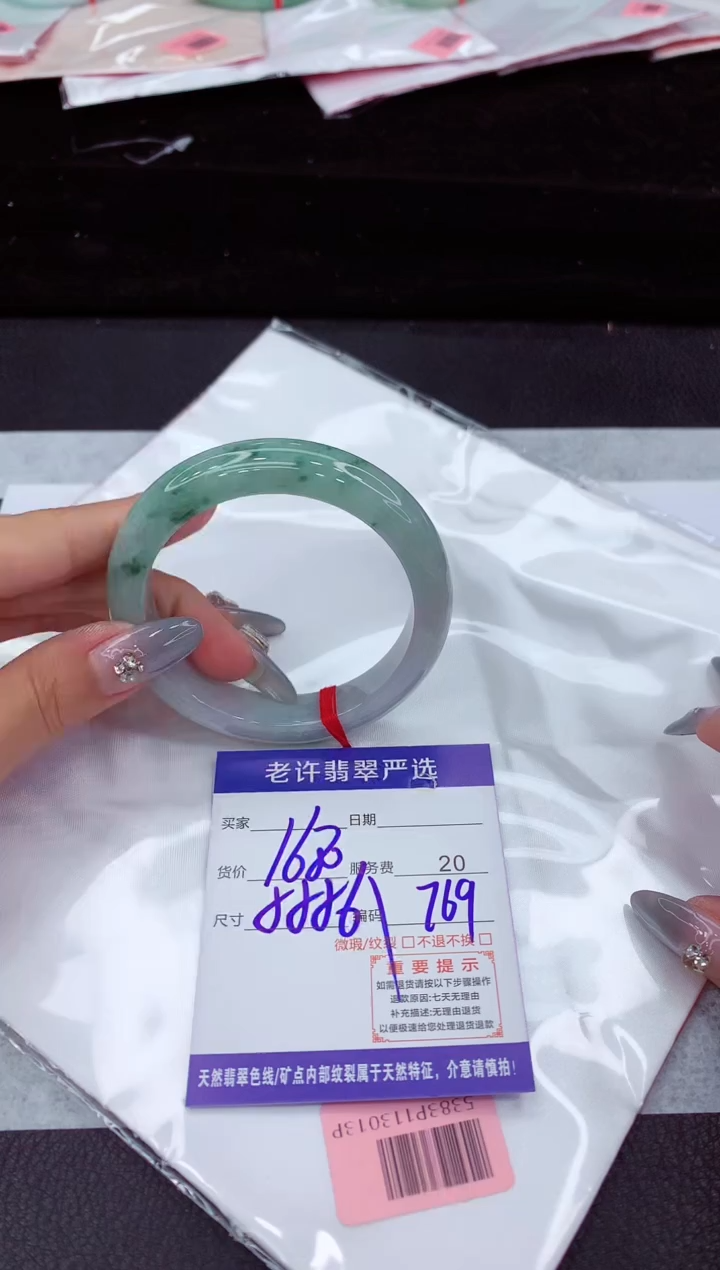 老许翡翠严选
买家 日期
货价 服务费 20
尺寸 编码 769
微瑕/纹裂 □ 不退不换 □
重要提示
如需退货请按以下步骤操作
退款原因:七天无理由
补充描述:无理由退货
以便极速给您处理退货退款
天然翡翠色线/矿点内部纹裂属于天然特征，介意请慎拍!
5383P113013P